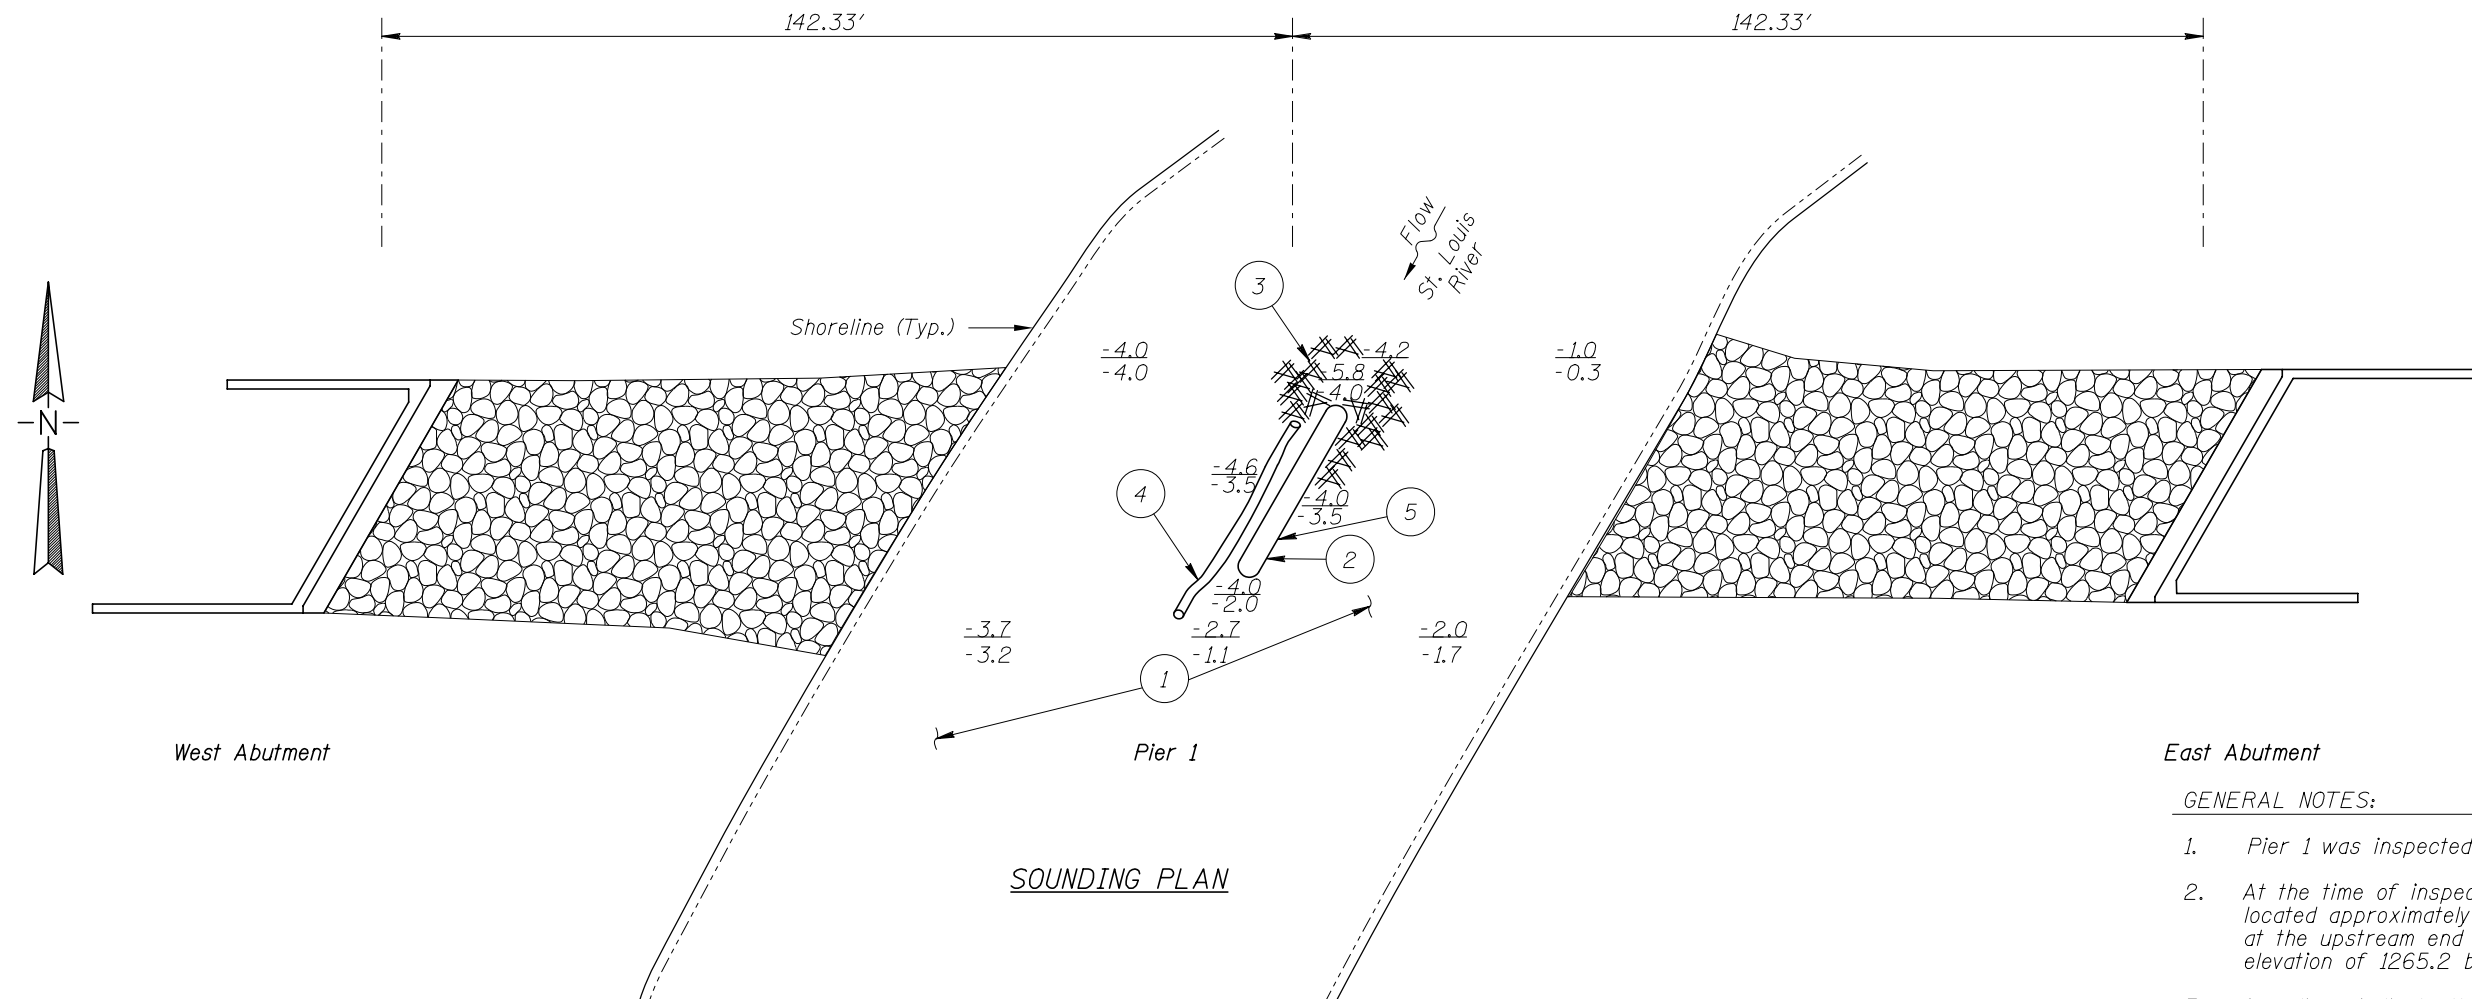 142.33'
142.33'
Flow
St. Louis
River
3
Shoreline (Typ.)
-4.0
-4.0
-4.2
-5.8
-4.0
-1.0
-0.3
N
-4.6
-3.5
4
-4.0
-3.5
5
2
-4.0
-2.0
-3.7
-3.2
-2.7
-1.1
-2.0
-1.7
1
West Abutment
Pier 1
East Abutment
GENERAL NOTES:
1. Pier 1 was inspected
SOUNDING PLAN
2. At the time of inspec
located approximately
at the upstream end
elevation of 1265.2 b